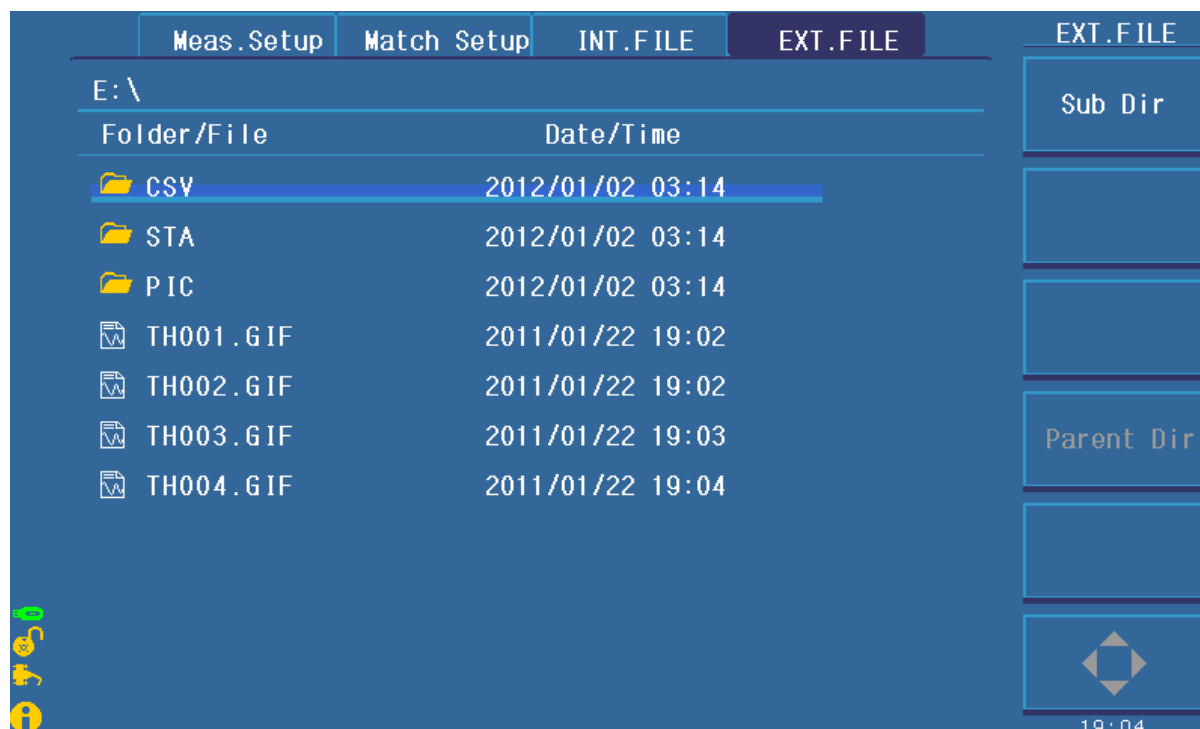 Meas.Setup Match Setup INT.FILE EXT.FILE EXT.FILE
E:\
Sub Dir
Folder/File Date/Time
CSV 2012/01/02 03:14
STA 2012/01/02 03:14
PIC 2012/01/02 03:14
TH001.GIF 2011/01/22 19:02
TH002.GIF 2011/01/22 19:02
TH003.GIF 2011/01/22 19:03
Parent Dir
TH004.GIF 2011/01/22 19:04
19:04